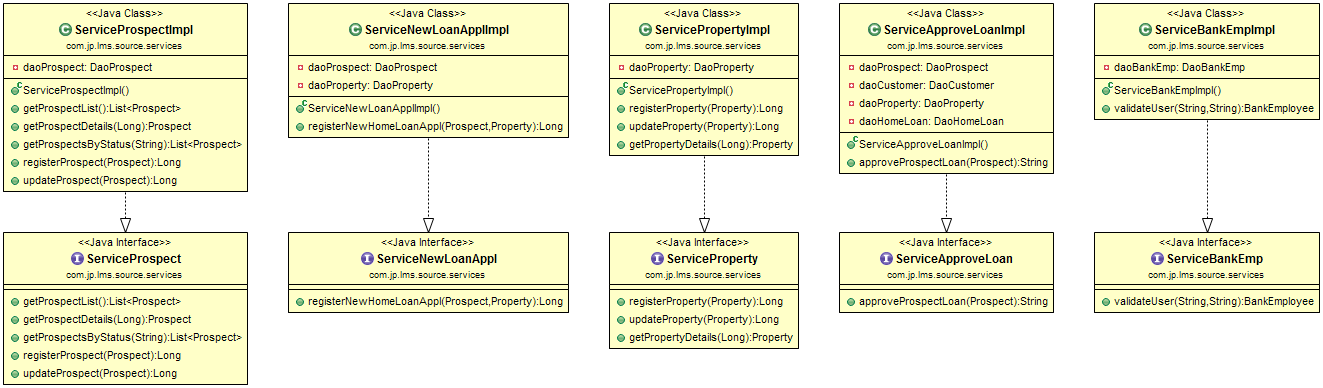 <<Java Class>>
ServiceProspectImpl
com.jp.lms.source.services
daoProspect: DaoProspect
ServiceProspectImpl()
getProspectList():List<Prospect>
getProspectDetails(Long):Prospect
getProspectsByStatus(String):List<Prospect>
registerProspect(Prospect):Long
updateProspect(Prospect):Long
<<Java Class>>
ServiceNewLoanApplImpl
com.jp.lms.source.services
daoProspect: DaoProspect
daoProperty: DaoProperty
ServiceNewLoanApplImpl()
registerNewHomeLoanAppl(Prospect,Property):Long
<<Java Class>>
ServicePropertyImpl
com.jp.lms.source.services
daoProperty: DaoProperty
ServicePropertyImpl()
registerProperty(Property):Long
updateProperty(Property):Long
getPropertyDetails(Long):Property
<<Java Class>>
ServiceApproveLoanImpl
com.jp.lms.source.services
daoProspect: DaoProspect
daoCustomer: DaoCustomer
daoProperty: DaoProperty
daoHomeLoan: DaoHomeLoan
ServiceApproveLoanImpl()
approveProspectLoan(Prospect):String
<<Java Class>>
ServiceBankEmpImpl
com.jp.lms.source.services
daoBankEmp: DaoBankEmp
ServiceBankEmpImpl()
validateUser(String,String):BankEmployee
<<Java Interface>>
ServiceProspect
com.jp.lms.source.services
getProspectList():List<Prospect>
getProspectDetails(Long):Prospect
getProspectsByStatus(String):List<Prospect>
registerProspect(Prospect):Long
updateProspect(Prospect):Long
<<Java Interface>>
ServiceNewLoanAppl
com.jp.lms.source.services
registerNewHomeLoanAppl(Prospect,Property):Long
<<Java Interface>>
ServiceProperty
com.jp.lms.source.services
registerProperty(Property):Long
updateProperty(Property):Long
getPropertyDetails(Long):Property
<<Java Interface>>
ServiceApproveLoan
com.jp.lms.source.services
approveProspectLoan(Prospect):String
<<Java Interface>>
ServiceBankEmp
com.jp.lms.source.services
validateUser(String,String):BankEmployee